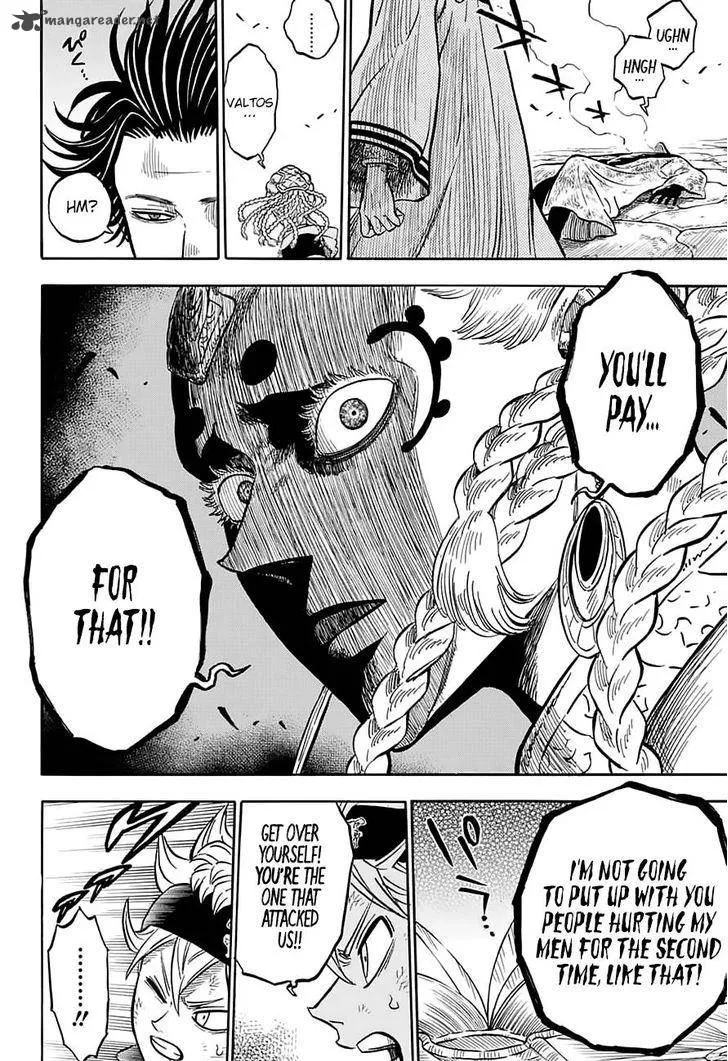 mangareader.net
UGHN
...
HNGH
...
VALTOS
...
........
ぴく
HM?
YOU'LL
PAY...
FOR
THAT!!
I'M NOT GOING
TO PUT UP WITH YOU
PEOPLE HURTING MY
MEN FOR THE SECOND
TIME, LIKE THAT!
GET OVER
YOURSELF!
YOU'RE THE
ONE THAT
ATTACKED
US!!
......!!